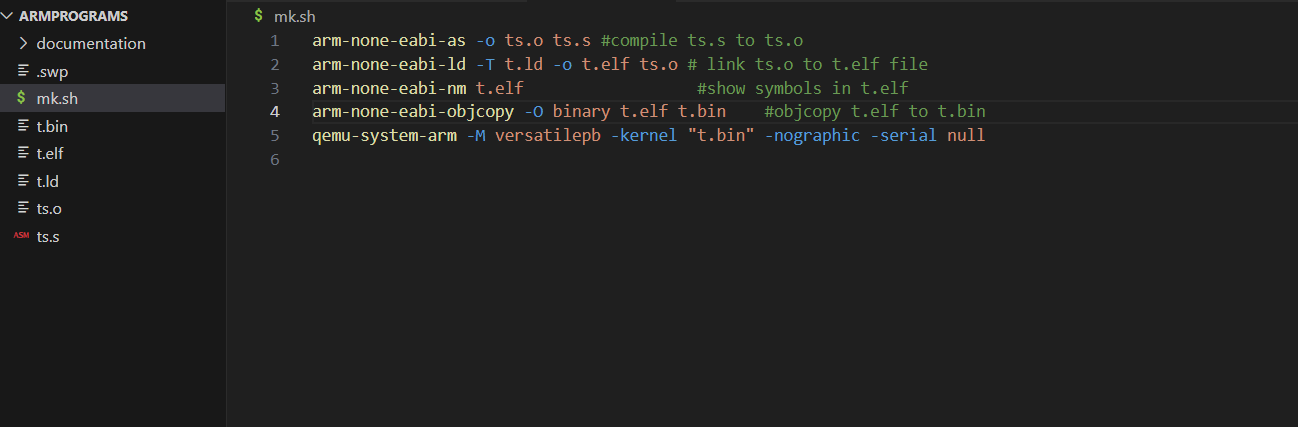 ARMPROGRAMS
documentation
.swp
$ mk.sh
t.bin
t.elf
t.ld
ts.o
ASM ts.s
$ mk.sh
1 arm-none-eabi-as -o ts.o ts.s #compile ts.s to ts.o
2 arm-none-eabi-ld -T t.ld -o t.elf ts.o # link ts.o to t.elf file
3 arm-none-eabi-nm t.elf #show symbols in t.elf
4 arm-none-eabi-objcopy -O binary t.elf t.bin #objcopy t.elf to t.bin
5 qemu-system-arm -M versatilepb -kernel "t.bin" -nographic -serial null
6